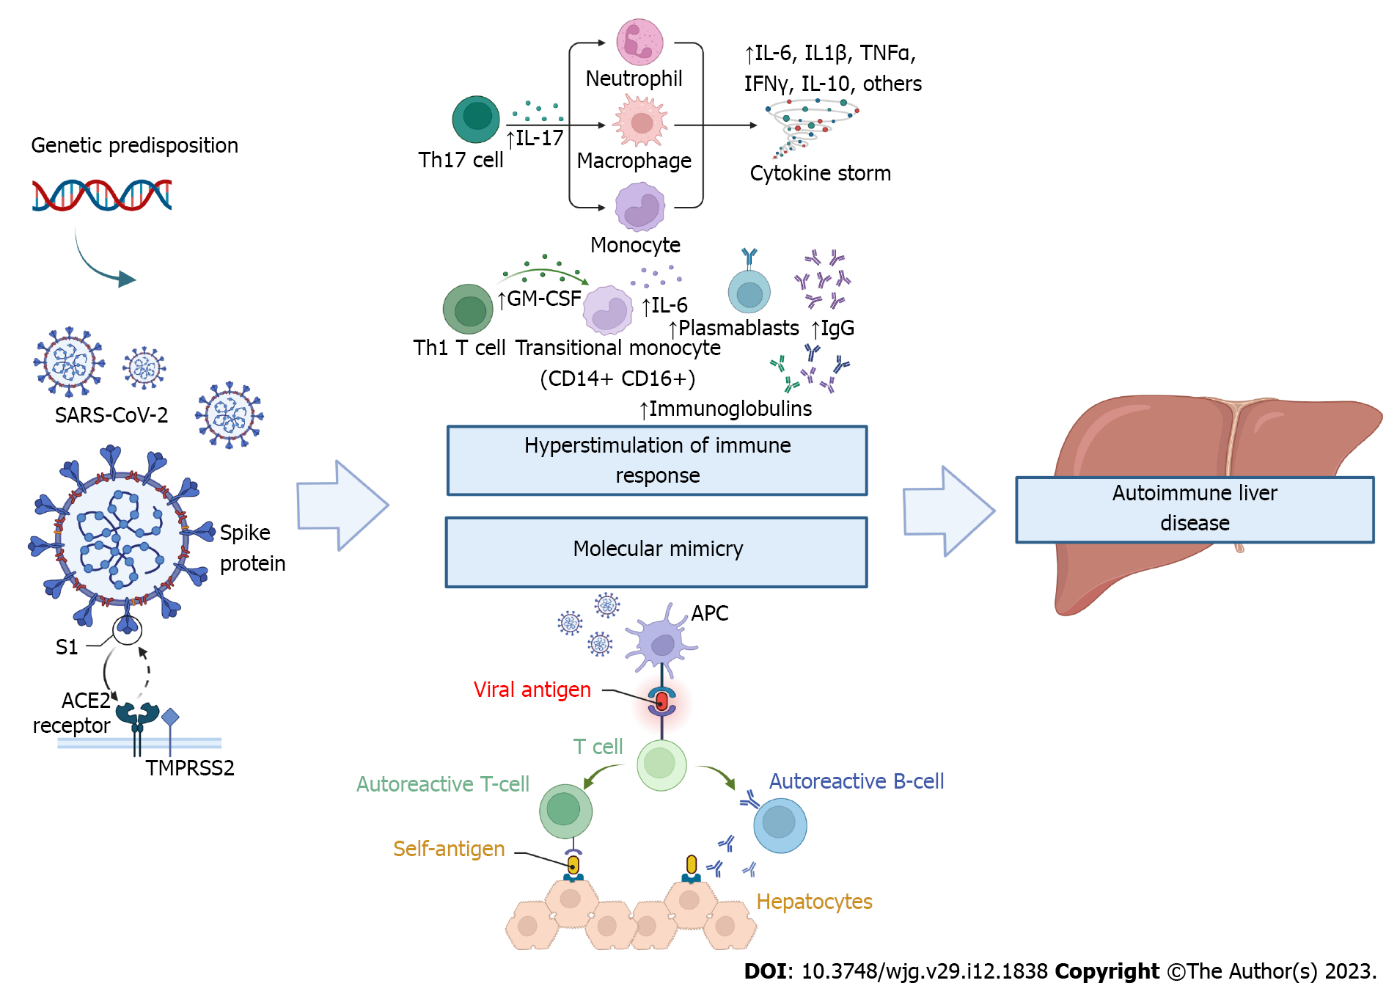 Genetic predisposition
SARS-CoV-2
Spike
protein
S1
ACE2
receptor
TMPRSS2
Neutrophil
↑IL-6, IL1β, TNFα,
IFNγ, IL-10, others
Th17 cell
↑IL-17
Macrophage
Cytokine storm
Monocyte
↑GM-CSF
↑IL-6
↑Plasmablasts
↑IgG
Th1 T cell
Transitional monocyte
(CD14+ CD16+)
↑Immunoglobulins
Hyperstimulation of immune
response
Molecular mimicry
APC
Viral antigen
T cell
Autoreactive T-cell
Autoreactive B-cell
Self-antigen
Hepatocytes
Autoimmune liver
disease
DOI: 10.3748/wjg.v29.i12.1838 Copyright ©The Author(s) 2023.